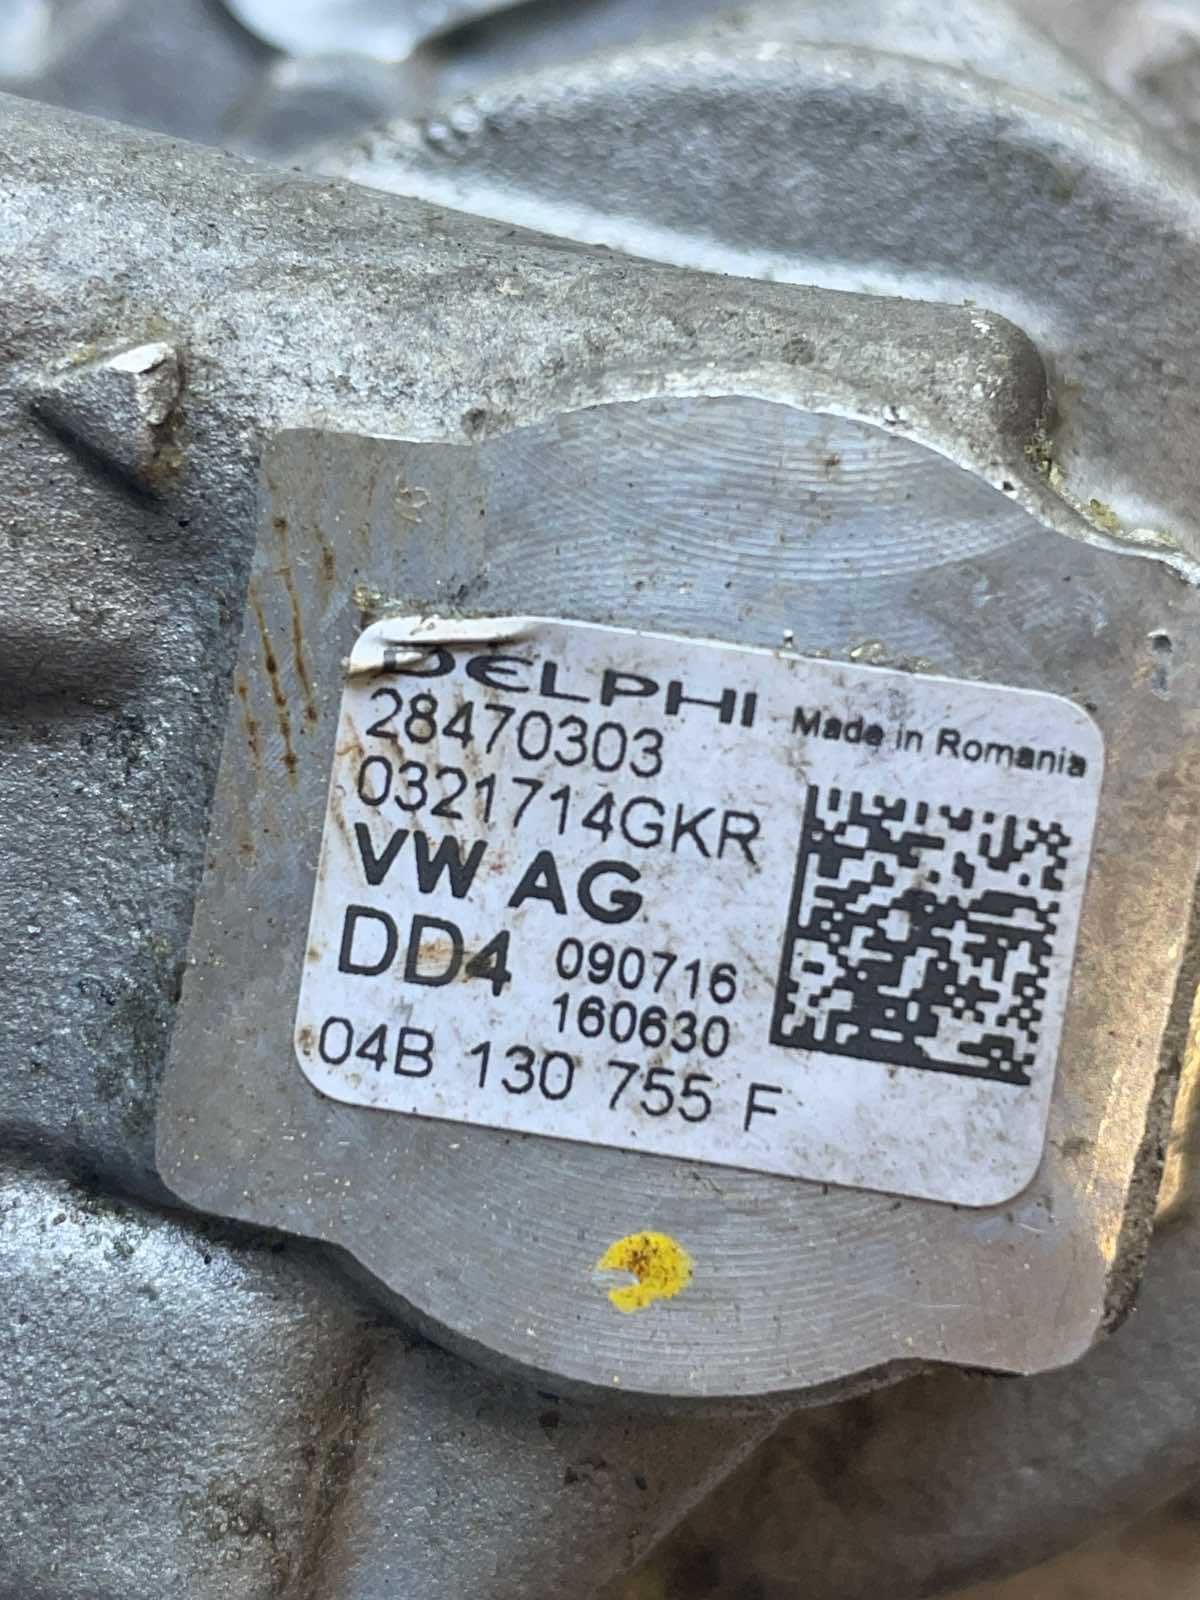 DELPHI Made in Romania
28470303
0321714GKR
VW AG
DD4 090716
160630
04B 130 755 F